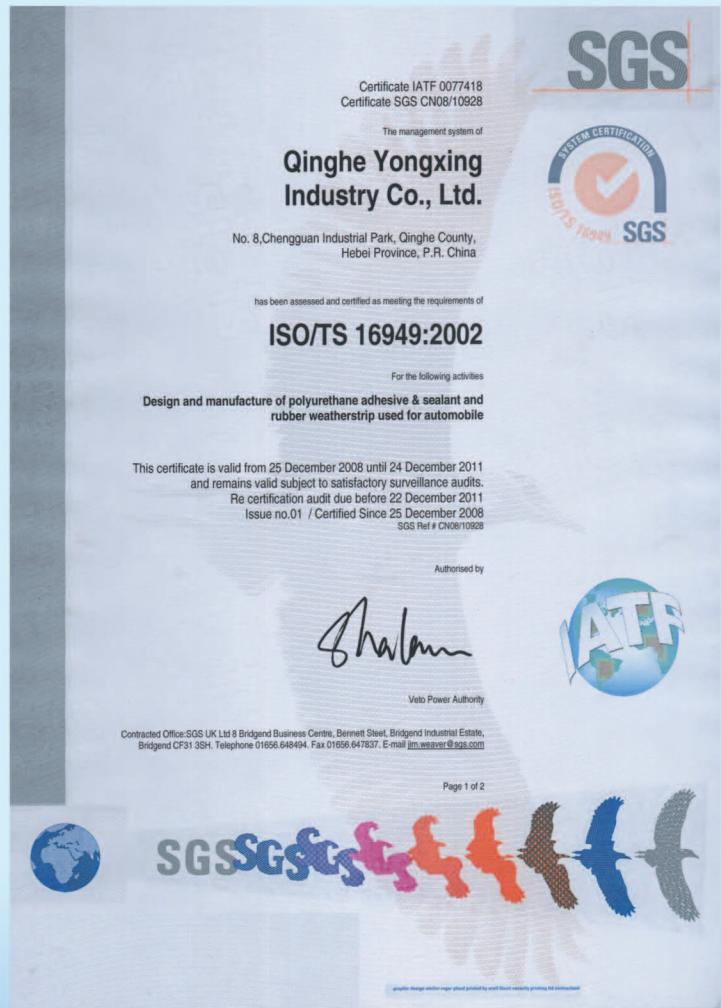 SGS
Certificate IATF 0077418
Certificate SGS CN08/10928
The management system of
SYSTEM CERTIFICATION
ISO/TS 16949
SGS
Qinghe Yongxing
Industry Co., Ltd.
No. 8,Chengguan Industrial Park, Qinghe County,
Hebei Province, P.R. China
has been assessed and certified as meeting the requirements of
ISO/TS 16949:2002
For the following activities
Design and manufacture of polyurethane adhesive & sealant and
rubber weatherstrip used for automobile
This certificate is valid from 25 December 2008 until 24 December 2011
and remains valid subject to satisfactory surveillance audits.
Re certification audit due before 22 December 2011
Issue no.01 / Certified Since 25 December 2008
SGS Ref # CN08/10928
Authorised by
IATF
Veto Power Authority
Contracted Office:SGS UK Ltd 8 Bridgend Business Centre, Bennett Steet, Bridgend Industrial Estate,
Bridgend CF31 3SH. Telephone 01656.648494. Fax 01656.647837. E-mail jim.weaver@sgs.com
Page 1 of 2
SGS SGS SGS